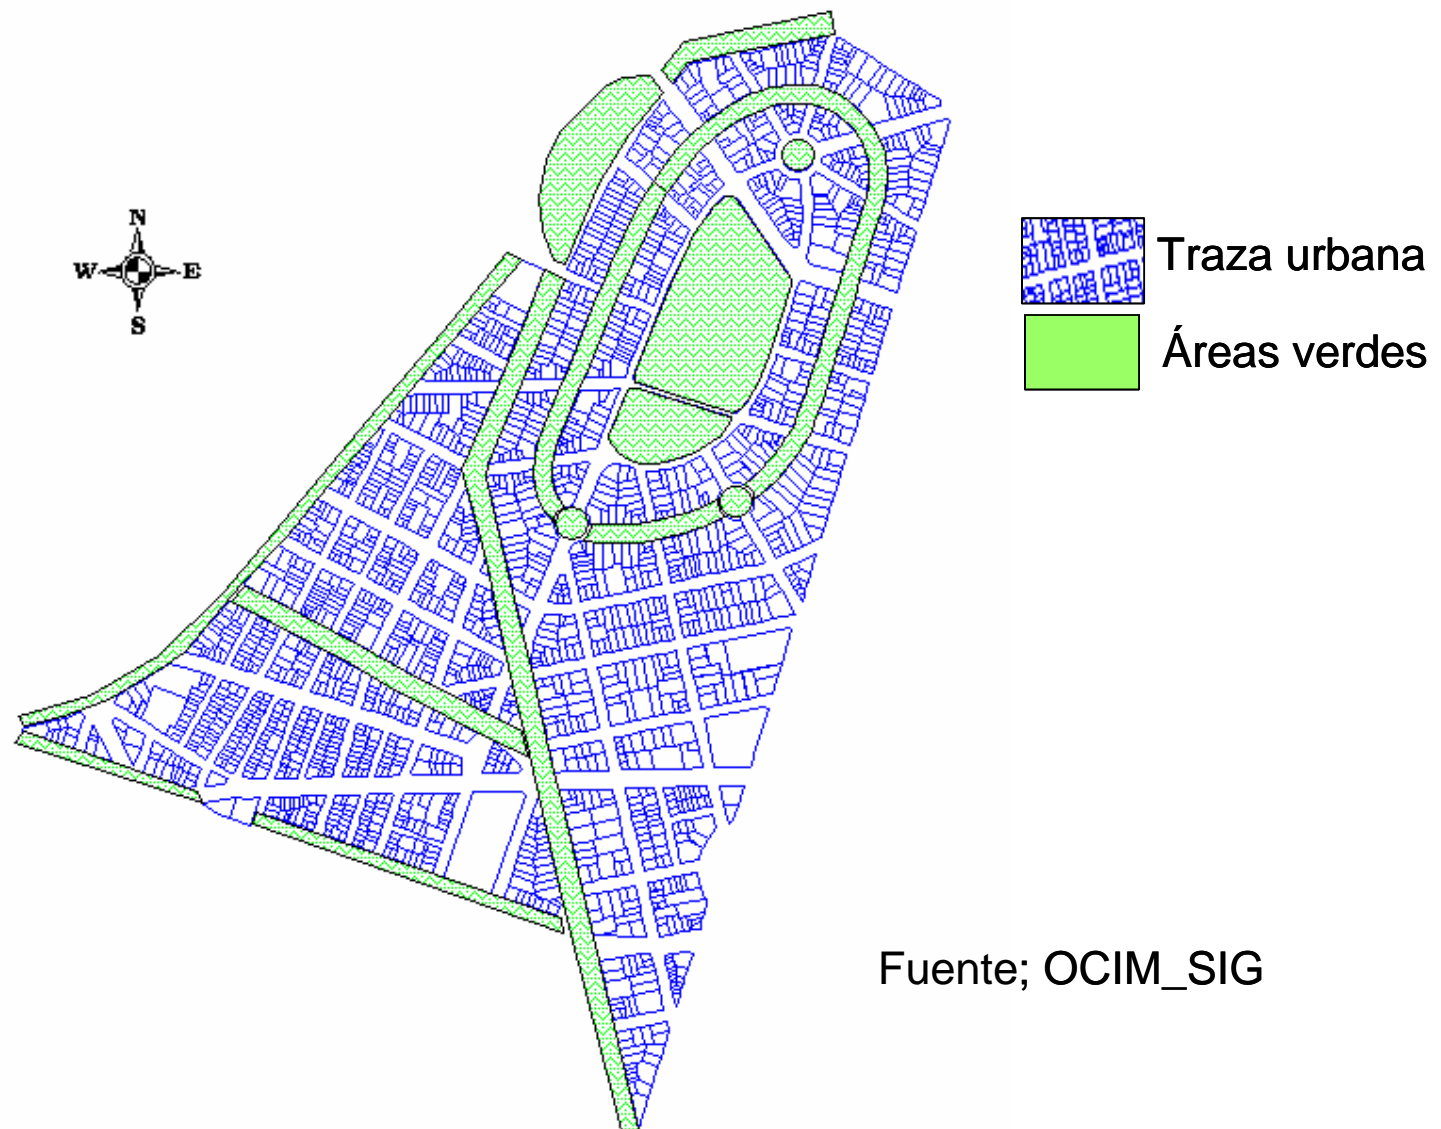 N
W E
S
Traza urbana
Áreas verdes
Fuente; OCIM_SIG